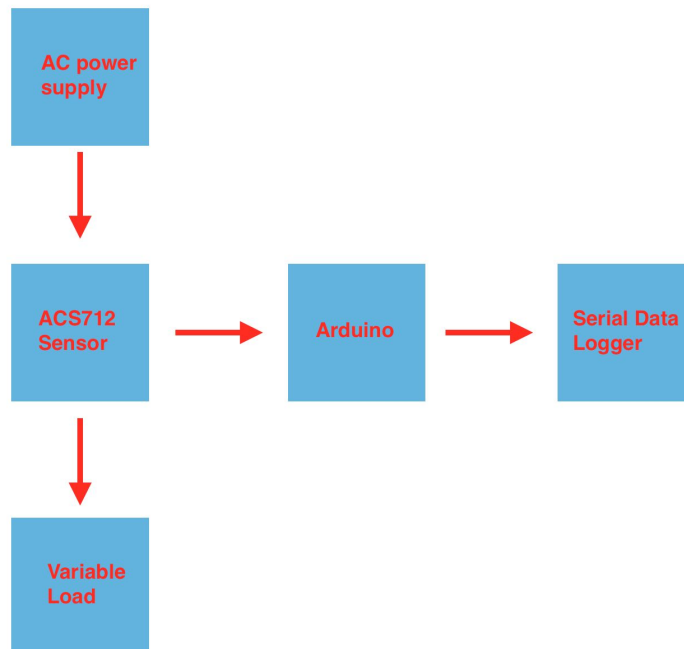 AC power
supply
ACS712
Sensor
Arduino
Serial Data
Logger
Variable
Load